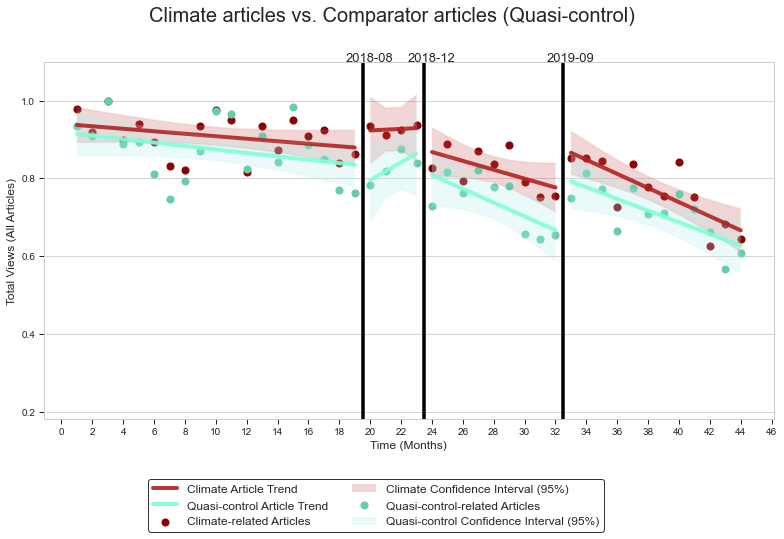 Climate articles vs. Comparator articles (Quasi-control)
2018-08 2018-12 2019-09
1.0
0.8
0.6
0.4
0.2
Total Views (All Articles)
0 2 4 6 8 10 12 14 16 18 20 22 24 26 28 30 32 34 36 38 40 42 44 46
Time (Months)
Climate Article Trend
Quasi-control Article Trend
Climate-related Articles
Climate Confidence Interval (95%)
Quasi-control-related Articles
Quasi-control Confidence Interval (95%)